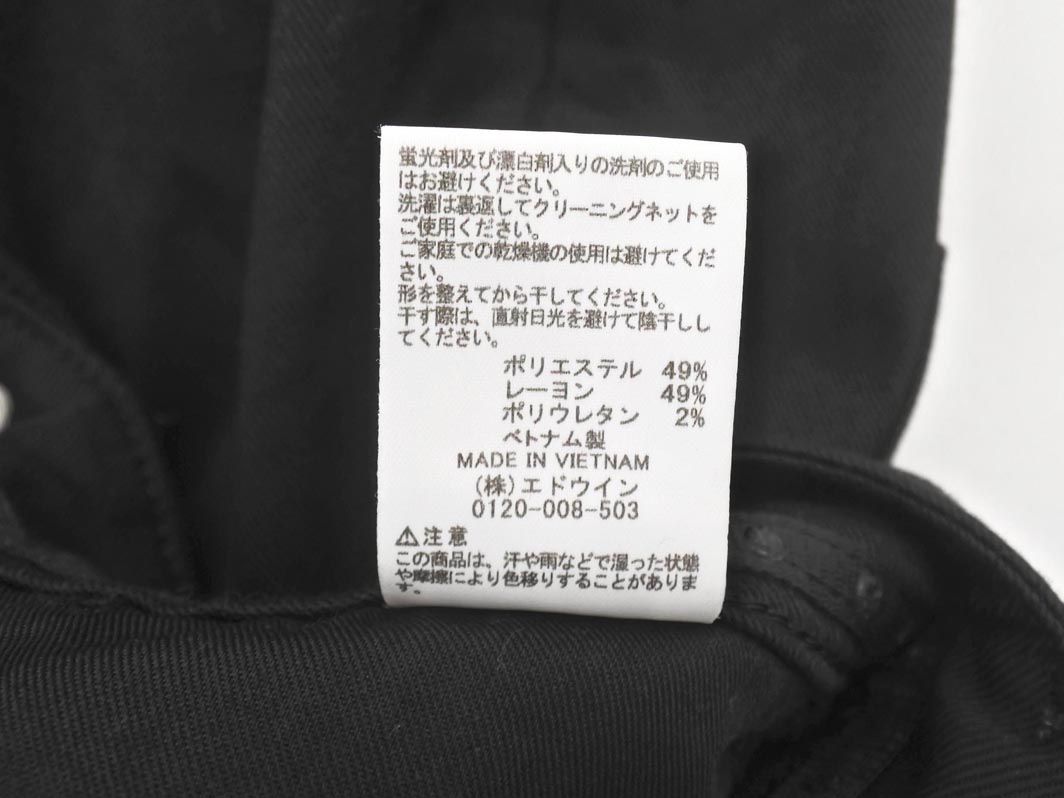 蛍光剤及び漂白剤入りの洗剤のご使用
はお避けください。
洗濯は裏返してクリーニングネットを
ご使用ください。
ご家庭での乾燥機の使用は避けてくだ
さい。
形を整えてから干してください。
干す際は、直射日光を避けて陰干しし
てください。
ポリエステル 49%
レーヨン 49%
ポリウレタン 2%
ベトナム製
MADE IN VIETNAM
(株)エドウイン
0120-008-503
⚠注意
この商品は、汗や雨などで湿った状態
や摩擦により色移りすることがありま
す。